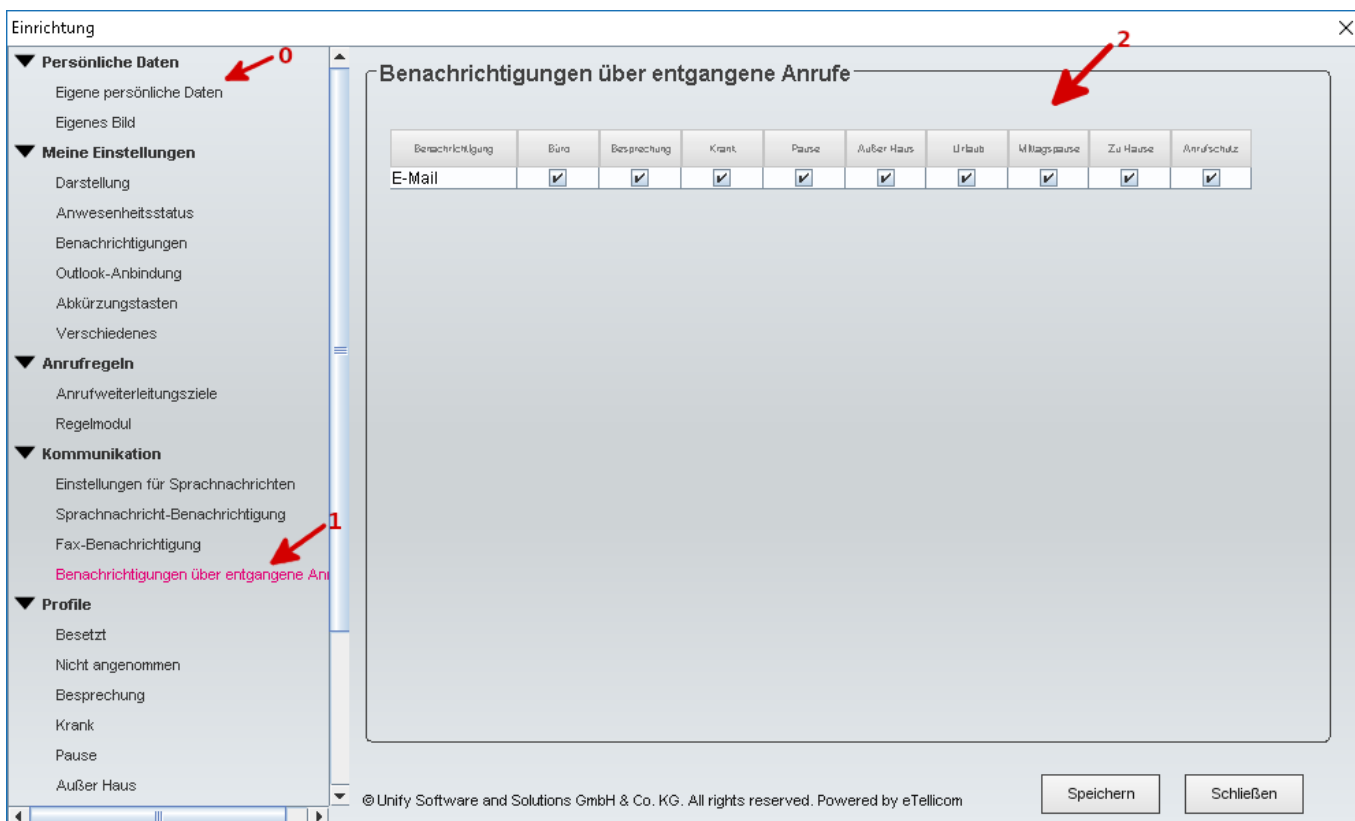 Einrichtung
Persönliche Daten
0
Eigene persönliche Daten
Eigenes Bild
Meine Einstellungen
Darstellung
Anwesenheitsstatus
Benachrichtigungen
Outlook-Anbindung
Abkürzungstasten
Verschiedenes
Anrufregeln
Anrufweiterleitungsziele
Regelmodul
Kommunikation
Einstellungen für Sprachnachrichten
Sprachnachricht-Benachrichtigung
1
Fax-Benachrichtigung
Benachrichtigungen über entgangene Anr
Profile
Besetzt
Nicht angenommen
Besprechung
Krank
Pause
Außer Haus
2
Benachrichtigungen über entgangene Anrufe
Benachrichtigung Büro Besprechung Krank Pause Außer Haus Urlaub Mittagspause Zu Hause Anrufschutz
E-Mail
© Unify Software and Solutions GmbH & Co. KG. All rights reserved. Powered by eTellicom
Speichern Schließen